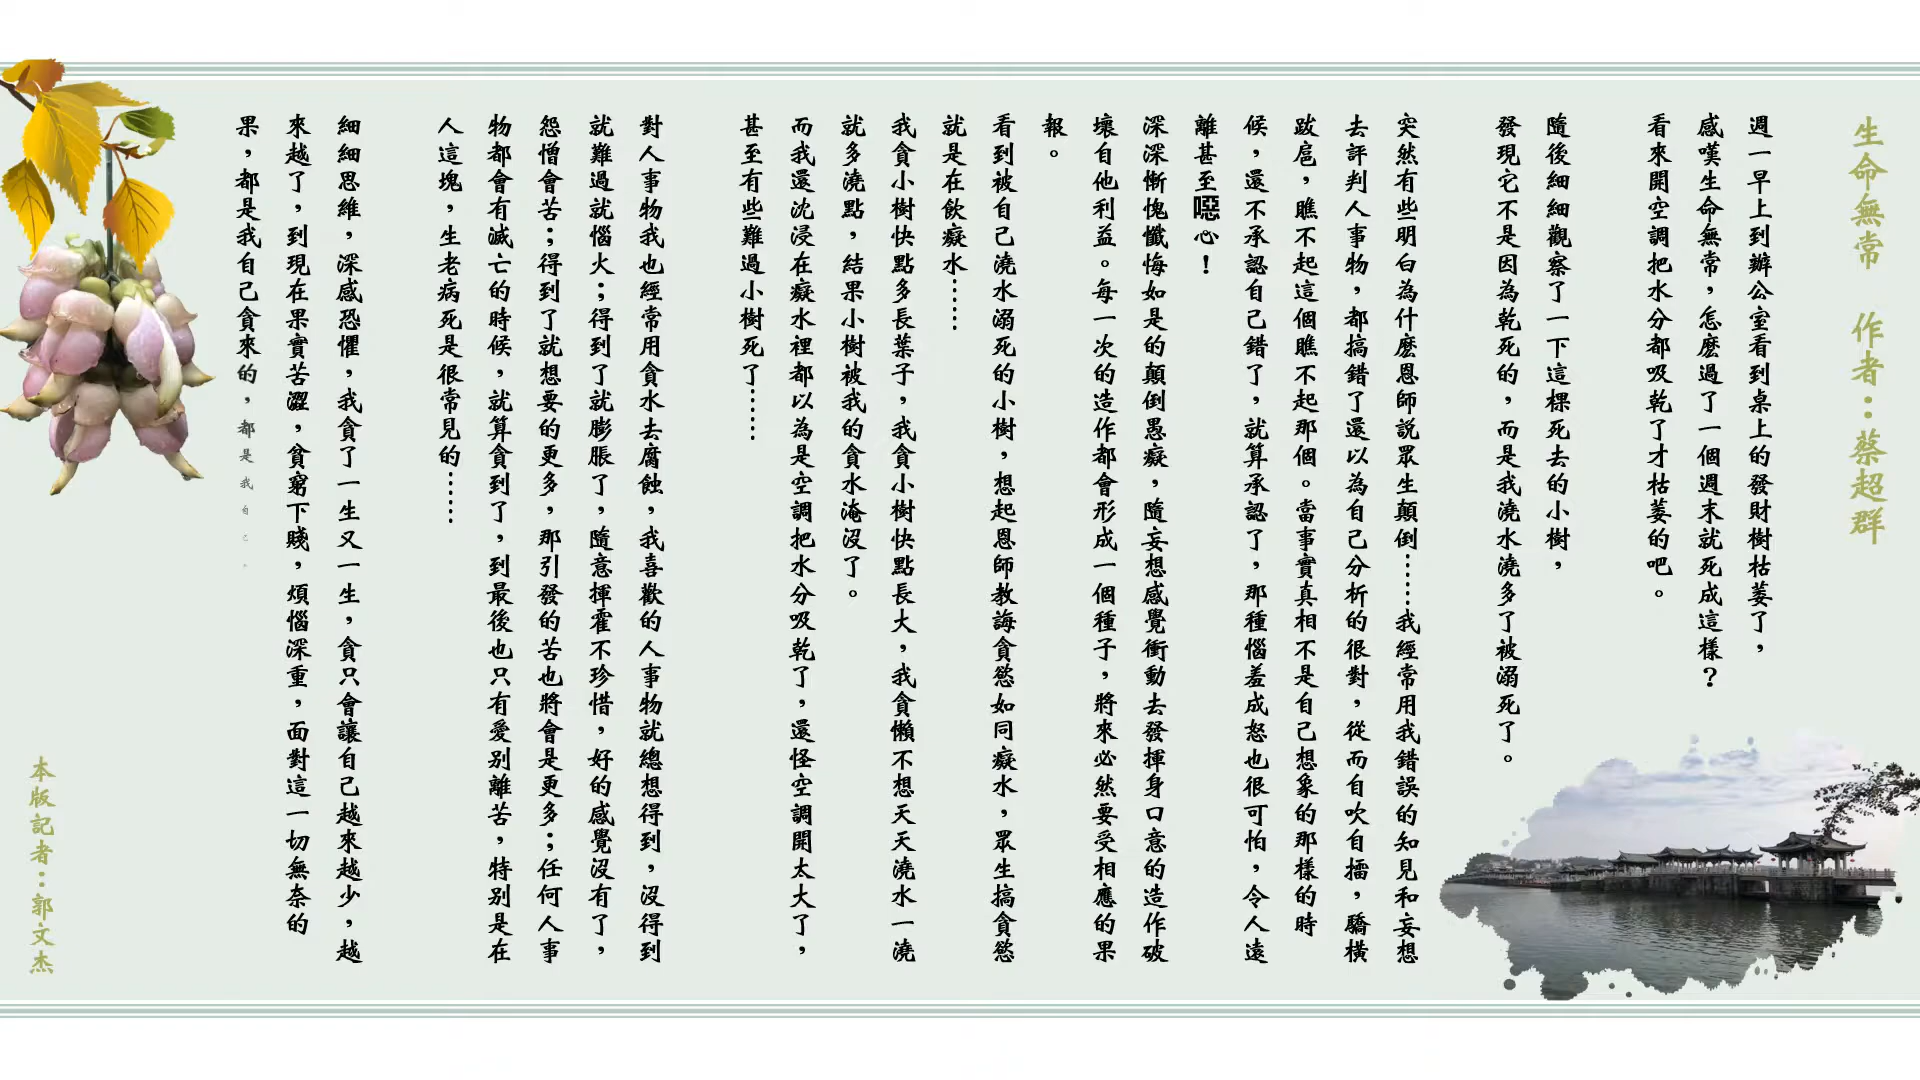 生命無常　作者：蔡超群
週一早上到辦公室看到桌上的發財樹枯萎了，
感嘆生命無常，怎麼過了一個週末就死成這樣？
看來開空調把水分都吸乾了才枯萎的吧。
隨後細細觀察了一下這棵死去的小樹，
發現它不是因為乾死的，而是我澆水澆多了被溺死了。
突然有些明白為什麼恩師說眾生顛倒……我經常用我錯誤的知見和妄想
去評判人事物，都搞錯了還以為自己分析的很對，從而自吹自擂，驕橫
跋扈，瞧不起這個瞧不起那個。當事實真相不是自己想象的那樣的時
候，還不承認自己錯了，就算承認了，那種惱羞成怒也很可怕，令人遠
離甚至噁心！
深深慚愧懺悔如是的顛倒愚癡，隨妄想感覺衝動去發揮身口意的造作破
壞自他利益。每一次的造作都會形成一個種子，將來必然要受相應的果
報。
看到被自己澆水溺死的小樹，想起恩師教誨貪慾如同癡水，眾生搞貪慾
就是在飲癡水……
我貪小樹快點多長葉子，我貪小樹快點長大，我貪懶不想天天澆水一澆
就多澆點，結果小樹被我的貪水淹沒了。
而我還沈浸在癡水裡都以為是空調把水分吸乾了，還怪空調開太大了，
甚至有些難過小樹死了……
對人事物我也經常用貪水去腐蝕，我喜歡的人事物就總想得到，沒得到
就難過就惱火；得到了就膨脹了，隨意揮霍不珍惜，好的感覺沒有了，
怨憎會苦；得到了就想要的更多，那引發的苦也將會是更多；任何人事
物都會有滅亡的時候，就算貪到了，到最後也只有愛別離苦，特別是在
人這塊，生老病死是很常見的……
細細思維，深感恐懼，我貪了一生又一生，貪只會讓自己越來越少，越
來越了，到現在果實苦澀，貧窮下賤，煩惱深重，面對這一切無奈的
果，都是我自己貪來的，都是我自己
本版記者：郭文杰